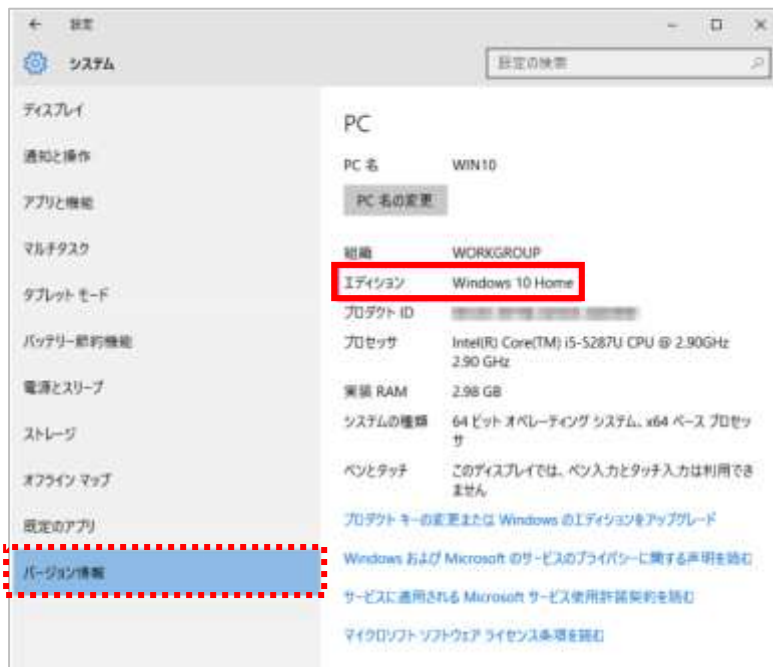 設定
システム
設定の検索
ディスプレイ
通知と操作
アプリと機能
マルチタスク
タブレット モード
バッテリー節約機能
電源とスリープ
ストレージ
オフライン マップ
既定のアプリ
バージョン情報
PC
PC 名 WIN10
PC 名の変更
組織 WORKGROUP
エディション Windows 10 Home
プロダクト ID
プロセッサ Intel(R) Core(TM) i5-5287U CPU @ 2.90GHz
2.90 GHz
実装 RAM 2.98 GB
システムの種類 64 ビット オペレーティング システム、x64 ベース プロセッ
サ
ペンとタッチ このディスプレイでは、ペン入力とタッチ入力は利用でき
ません
プロダクト キーの変更または Windows のエディションをアップグレード
Windows および Microsoft のサービスのプライバシーに関する声明を読む
サービスに適用される Microsoft サービス使用許諾契約を読む
マイクロソフト ソフトウェア ライセンス条項を読む